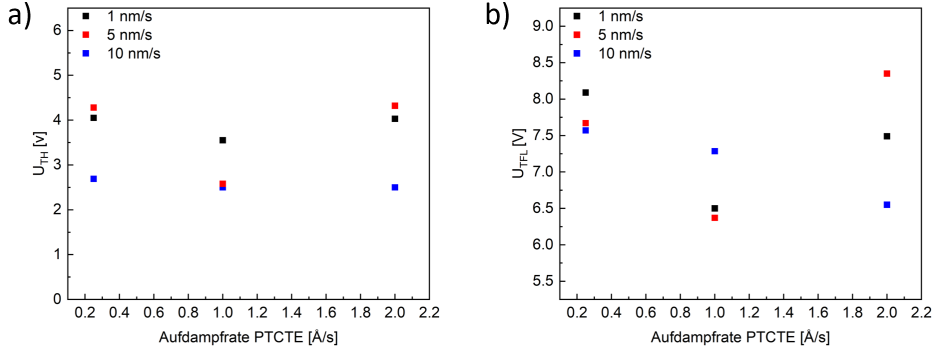 a)
1 nm/s
5 nm/s
10 nm/s
6
5
4
3
2
1
0
U_TH [v]
0.2 0.4 0.6 0.8 1.0 1.2 1.4 1.6 1.8 2.0 2.2
Aufdampfrate PTCTE [Å/s]
b)
1 nm/s
5 nm/s
10 nm/s
8.0
8.5
9.0
7.5
7.0
6.5
6.0
5.5
U_TFL [V]
0.2 0.4 0.6 0.8 1.0 1.2 1.4 1.6 1.8 2.0 2.2
Aufdampfrate PTCTE [Å/s]